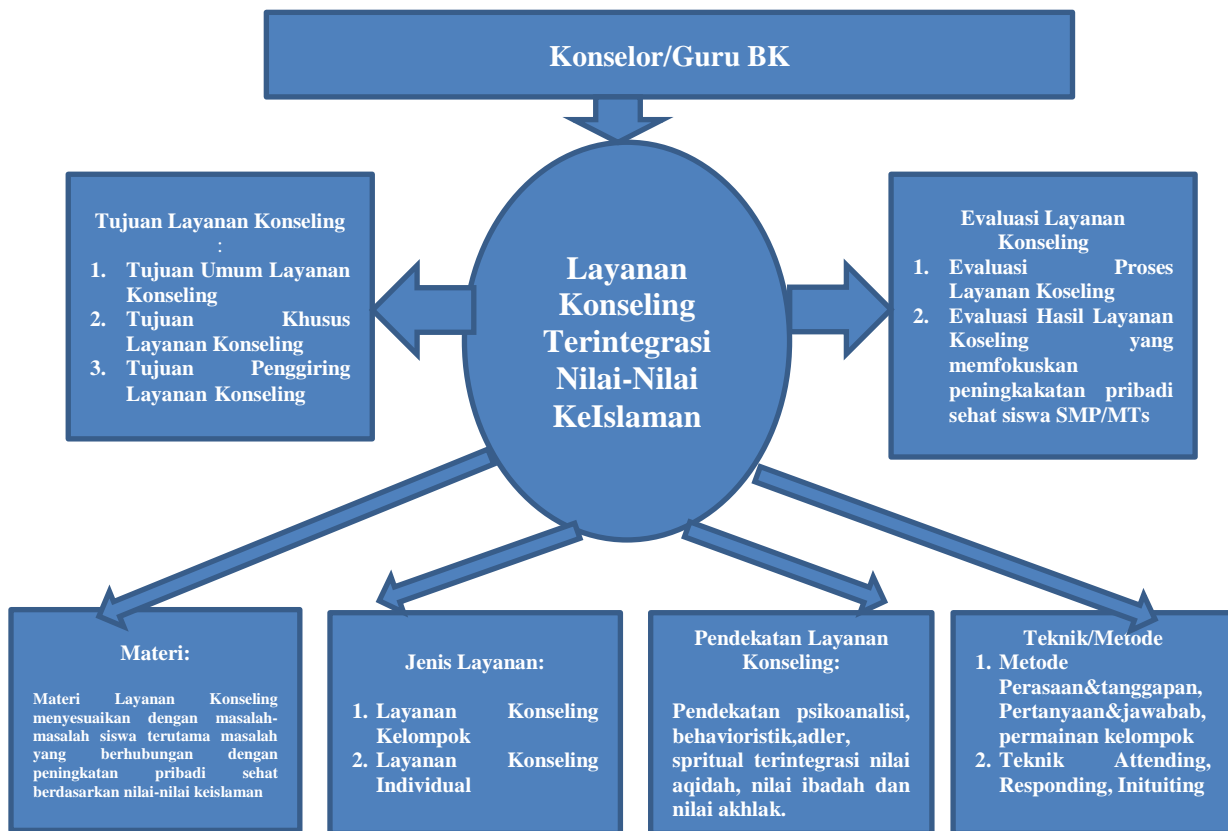 Konselor/Guru BK
Tujuan Layanan Konseling
:
1. Tujuan Umum Layanan
Konseling
2. Tujuan Khusus
Layanan Konseling
3. Tujuan Penggiring
Layanan Konseling
Layanan
Konseling
Terintegrasi
Nilai-Nilai
KeIslaman
Evaluasi Layanan
Konseling
1. Evaluasi Proses
Layanan Koseling
2. Evaluasi Hasil Layanan
Koseling yang
memfokuskan
peningkakatan pribadi
sehat siswa SMP/MTs
Materi:
Materi Layanan Konseling
menyesuaikan dengan masalah-
masalah siswa terutama masalah
yang berhubungan dengan
peningkatan pribadi sehat
berdasarkan nilai-nilai keislaman
Jenis Layanan:
1. Layanan Konseling
Kelompok
2. Layanan Konseling
Individual
Pendekatan Layanan
Konseling:
Pendekatan psikoanalisi,
behavioristik,adler,
spritual terintegrasi nilai
aqidah, nilai ibadah dan
nilai akhlak.
Teknik/Metode
1. Metode
Perasaan&tanggapan,
Pertanyaan&jawabab,
permainan kelompok
2. Teknik Attending,
Responding, Inituiting